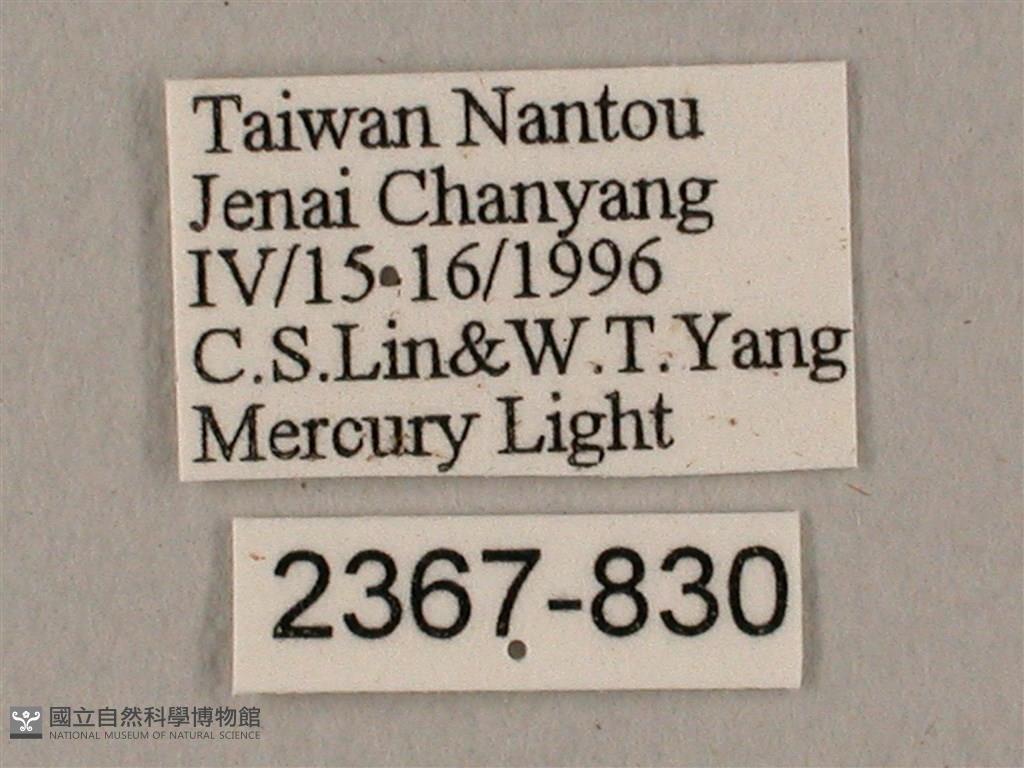 Taiwan Nantou
Jenai Chanyang
IV/15-16/1996
C.S.Lin&W.T.Yang
Mercury Light
2367-830
國立自然科學博物館
NATIONAL MUSEUM OF NATURAL SCIENCE